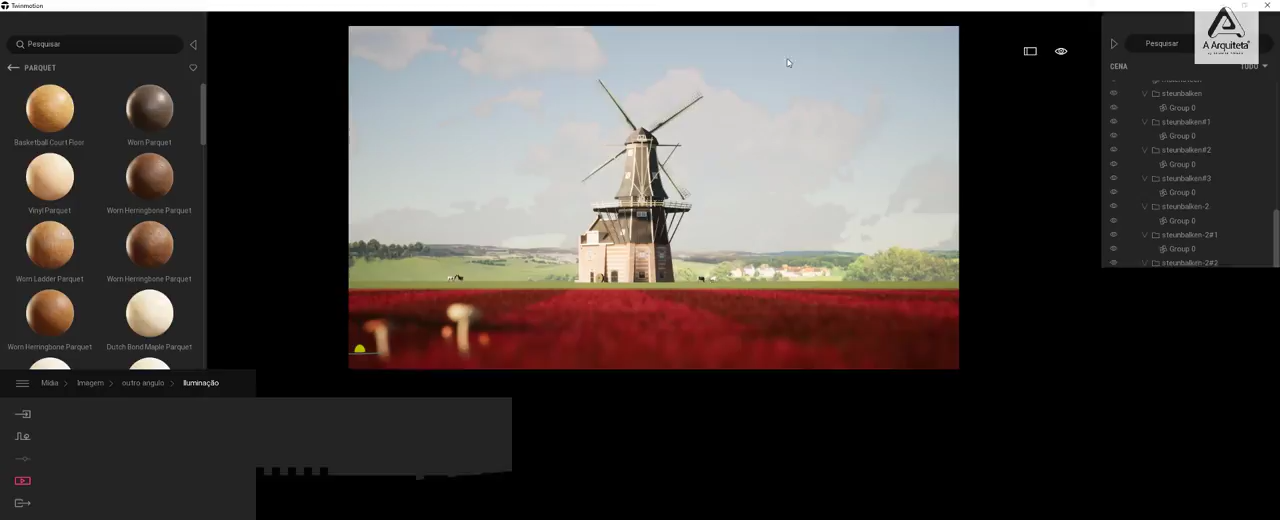 Twinmotion
Pesquisar
PARQUET
Basketball Court Floor
Worn Parquet
Vinyl Parquet
Worn Herringbone Parquet
Worn Ladder Parquet
Worn Herringbone Parquet
Worn Herringbone Parquet
Dutch Bond Maple Parquet
Mídia
Imagem
outro angulo
Iluminação
A Arquiteta
Pesquisar
CENA
TUDO
steunbalken
Group 0
steunbalken#1
Group 0
steunbalken#2
Group 0
steunbalken#3
Group 0
steunbalken-2
Group 0
steunbalken-2#1
Group 0
steunbalken-2#2